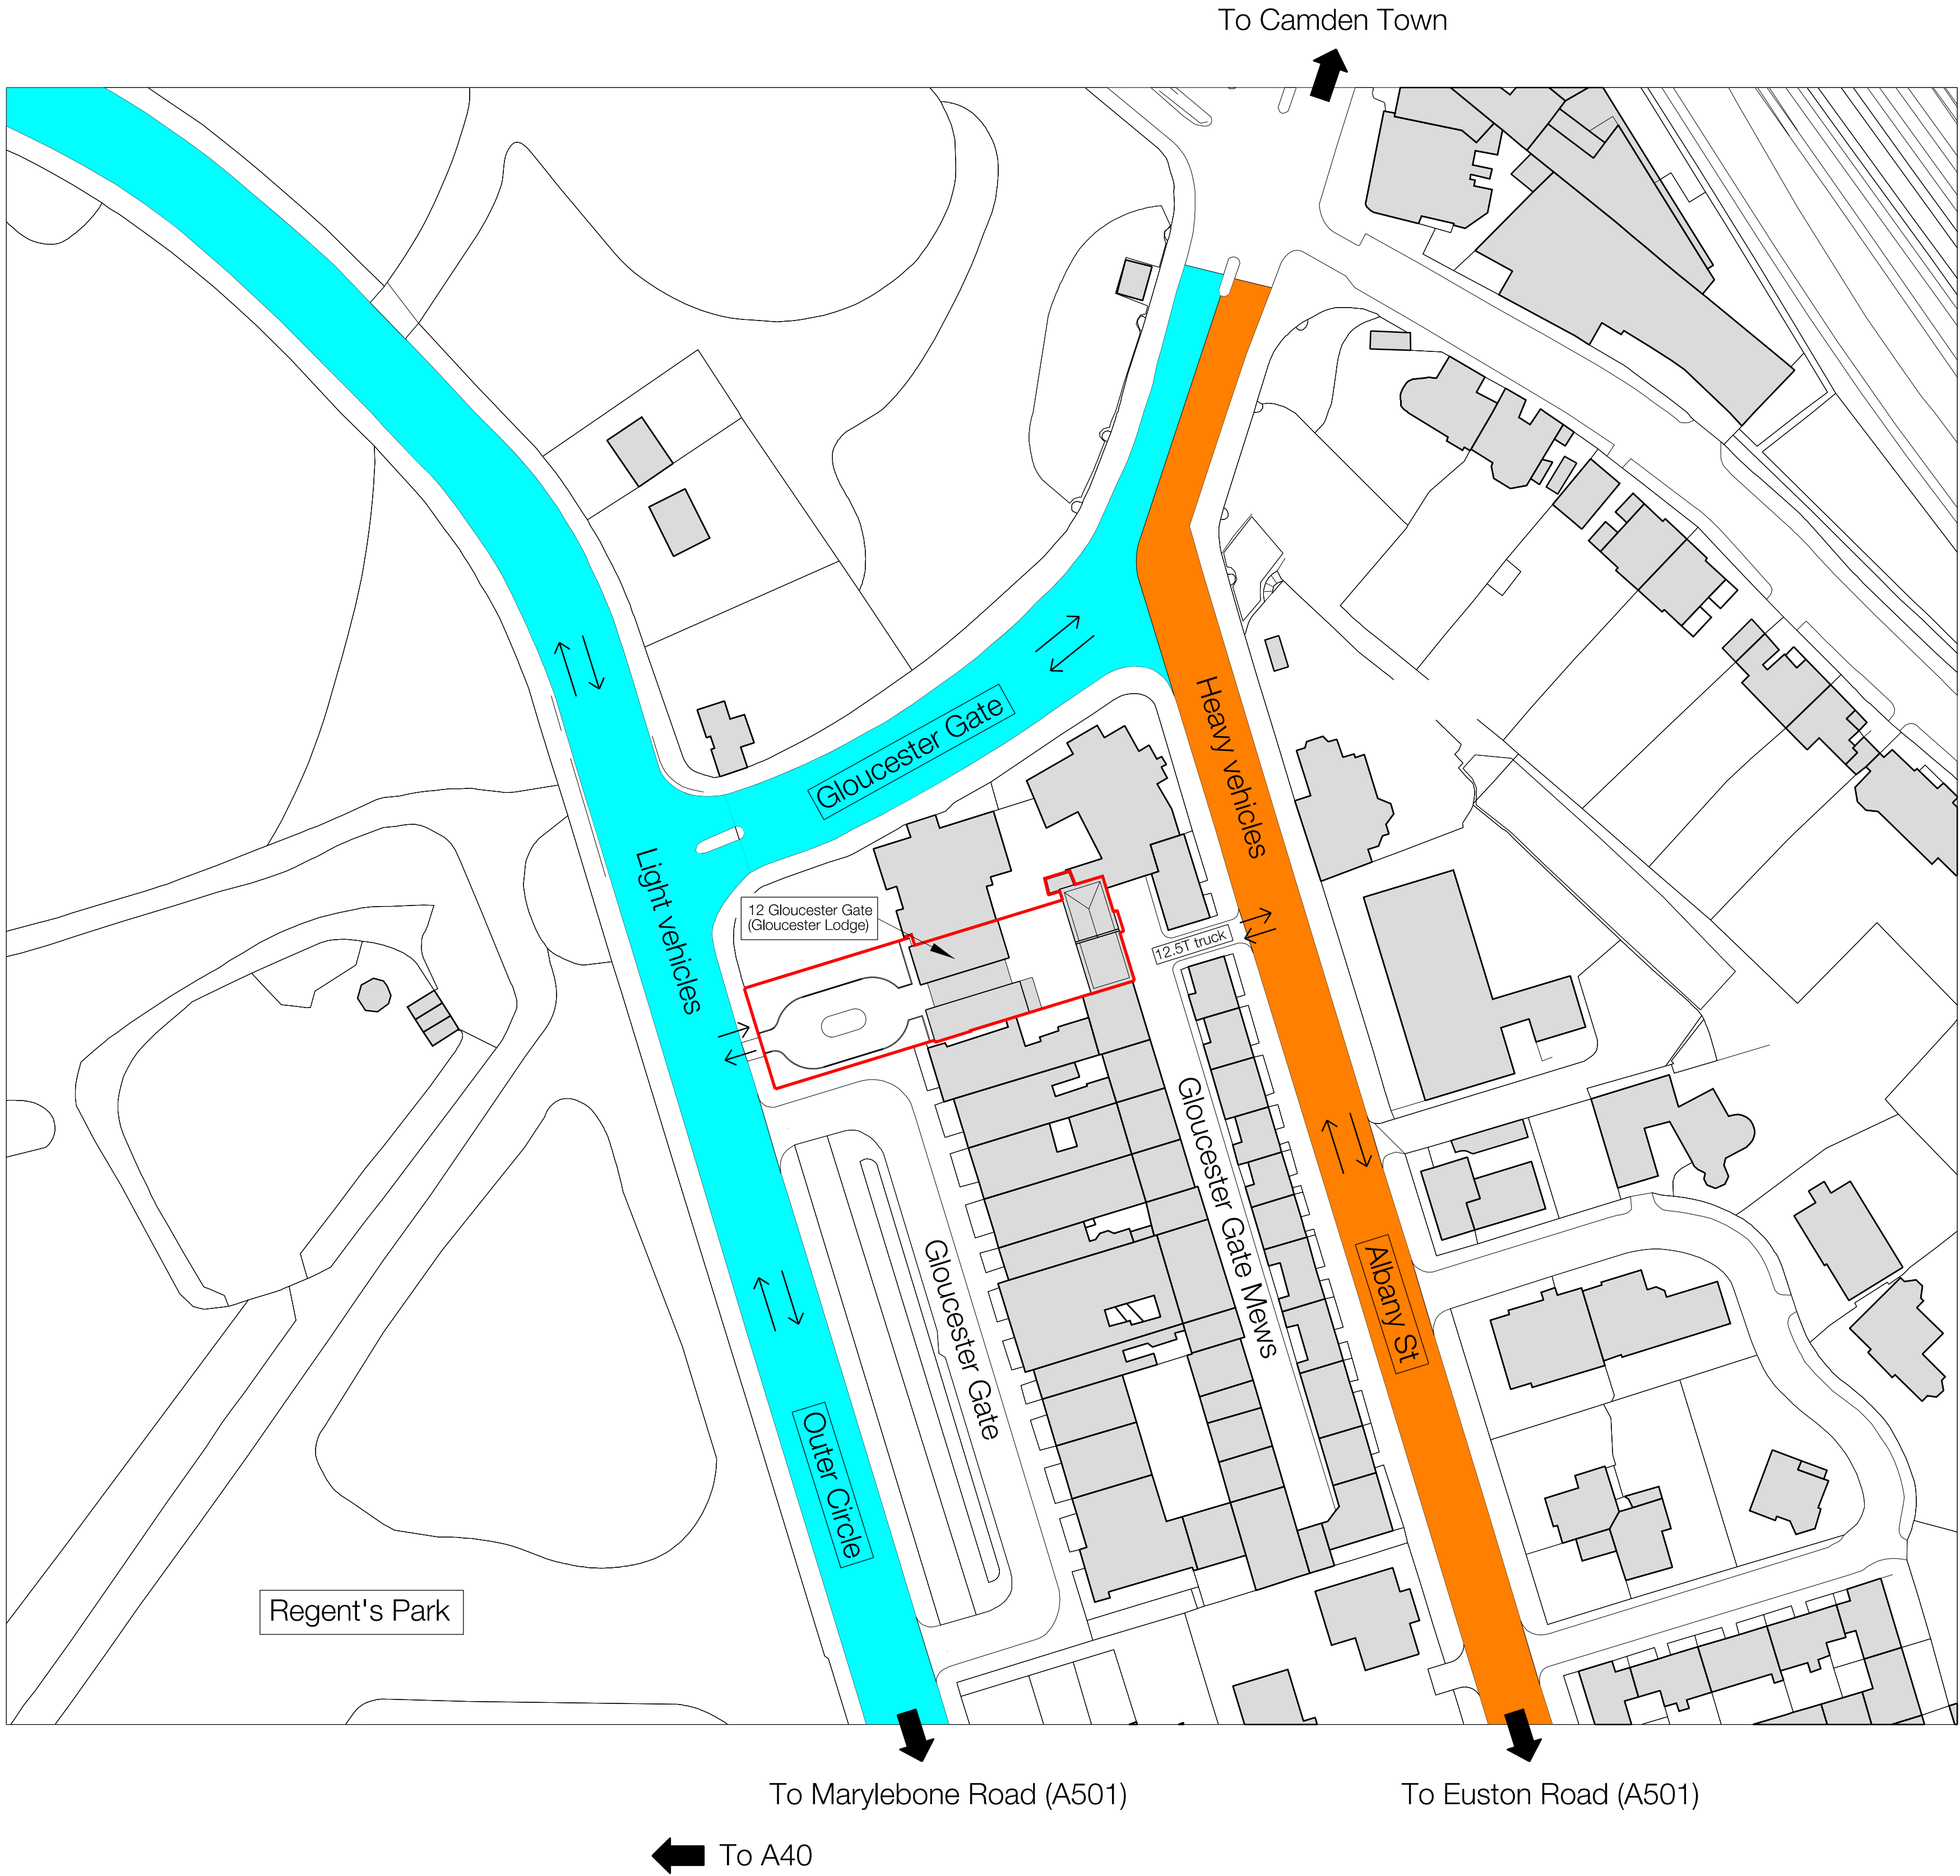 To Camden Town
Gloucester Gate
Heavy vehicles
Light vehicles
12 Gloucester Gate
(Gloucester Lodge)
12.5T truck
Gloucester Gate Mews
Gloucester Gate
Albany St
Outer Circle
Regent's Park
To Marylebone Road (A501)
To Euston Road (A501)
To A40